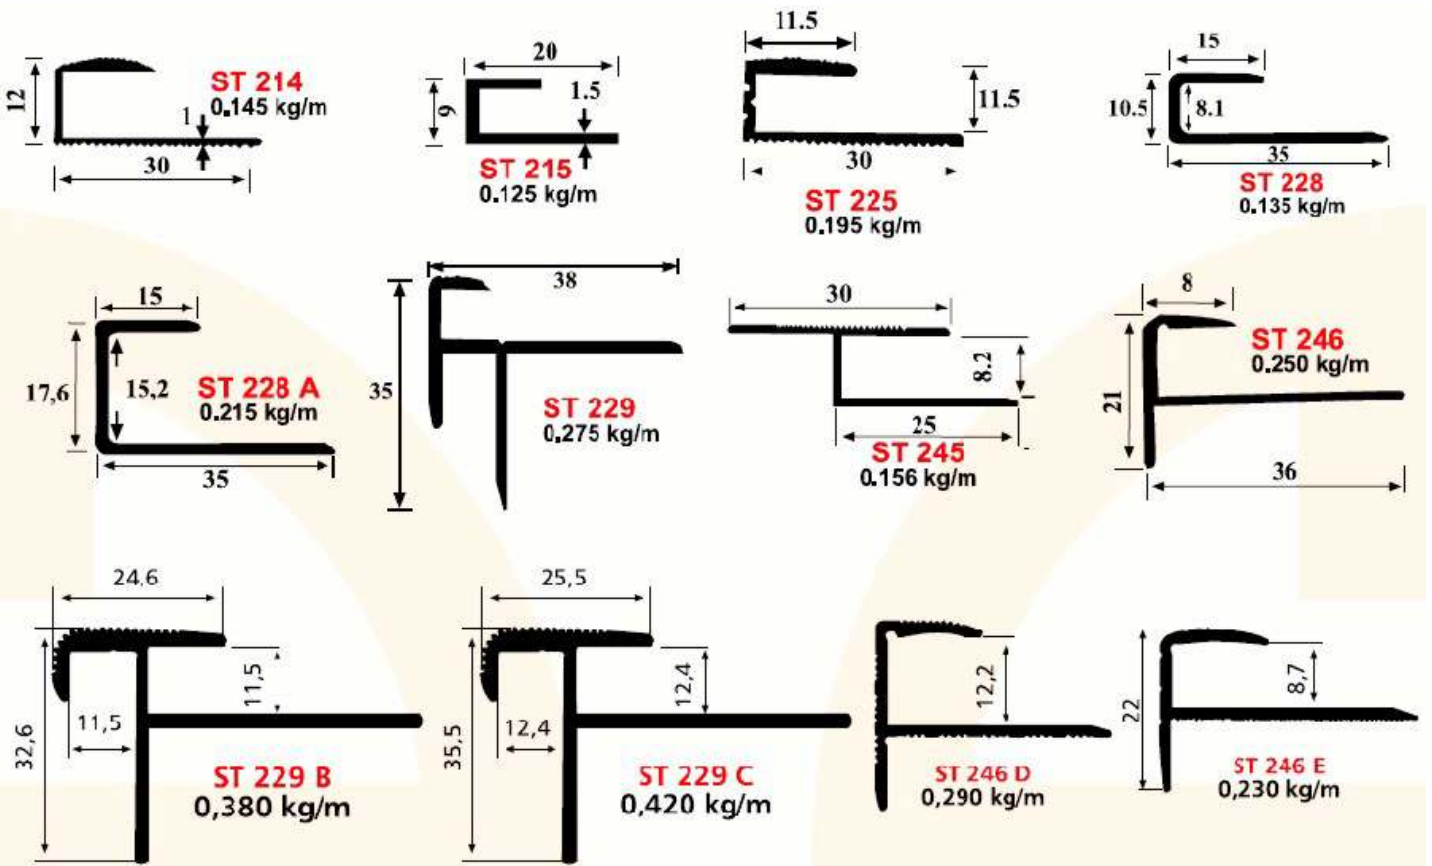 12
ST 214
0.145 kg/m
1
30
20
9
1.5
ST 215
0.125 kg/m
11.5
11.5
30
ST 225
0.195 kg/m
15
10.5
8.1
35
ST 228
0.135 kg/m
15
17,6
15,2
ST 228 A
0.215 kg/m
35
38
35
ST 229
0.275 kg/m
30
8.2
25
ST 245
0.156 kg/m
8
ST 246
0.250 kg/m
21
36
24,6
11,5
11,5
32,6
ST 229 B
0,380 kg/m
25,5
12,4
12,4
35,5
ST 229 C
0,420 kg/m
12,2
ST 246 D
0,290 kg/m
8,7
22
ST 246 E
0,230 kg/m